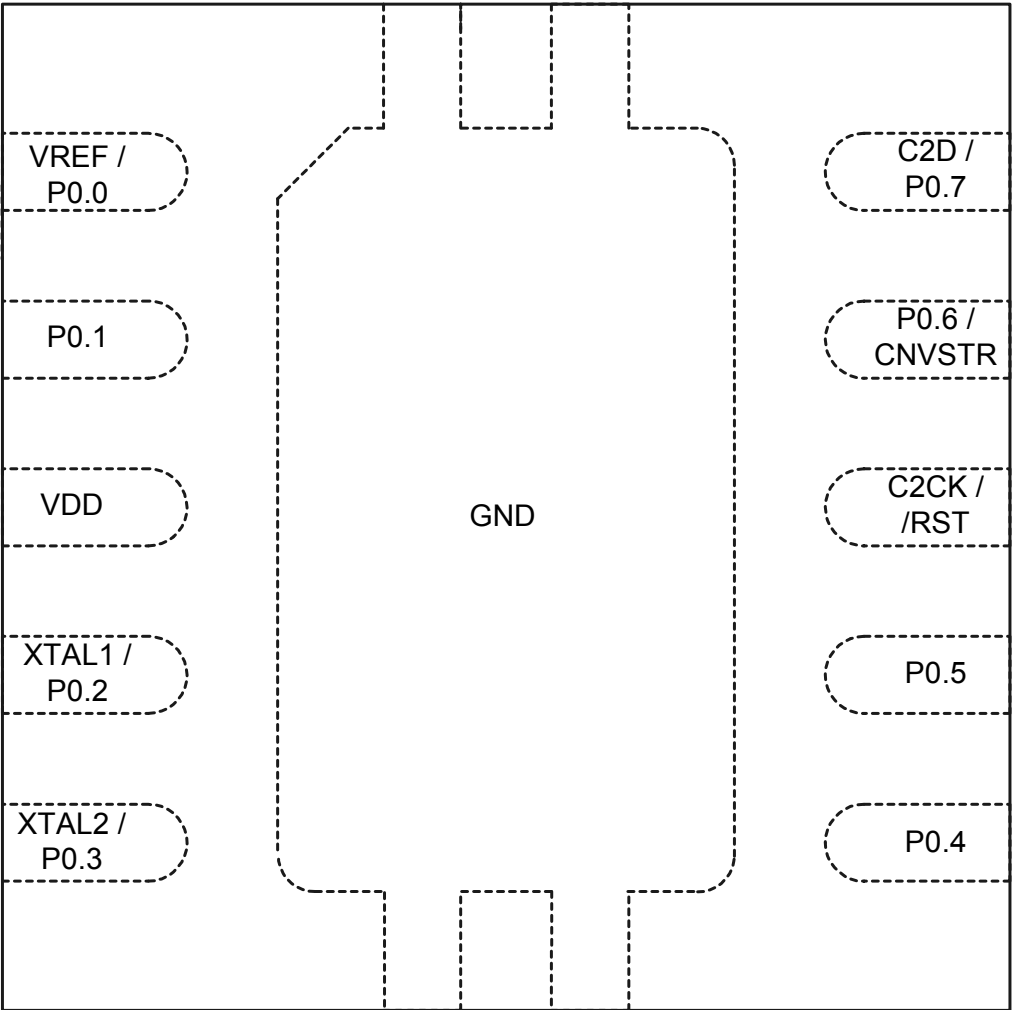 VREF /
P0.0
P0.1
VDD
XTAL1 /
P0.2
XTAL2 /
P0.3
GND
C2D /
P0.7
P0.6 /
CNVSTR
C2CK /
/RST
P0.5
P0.4